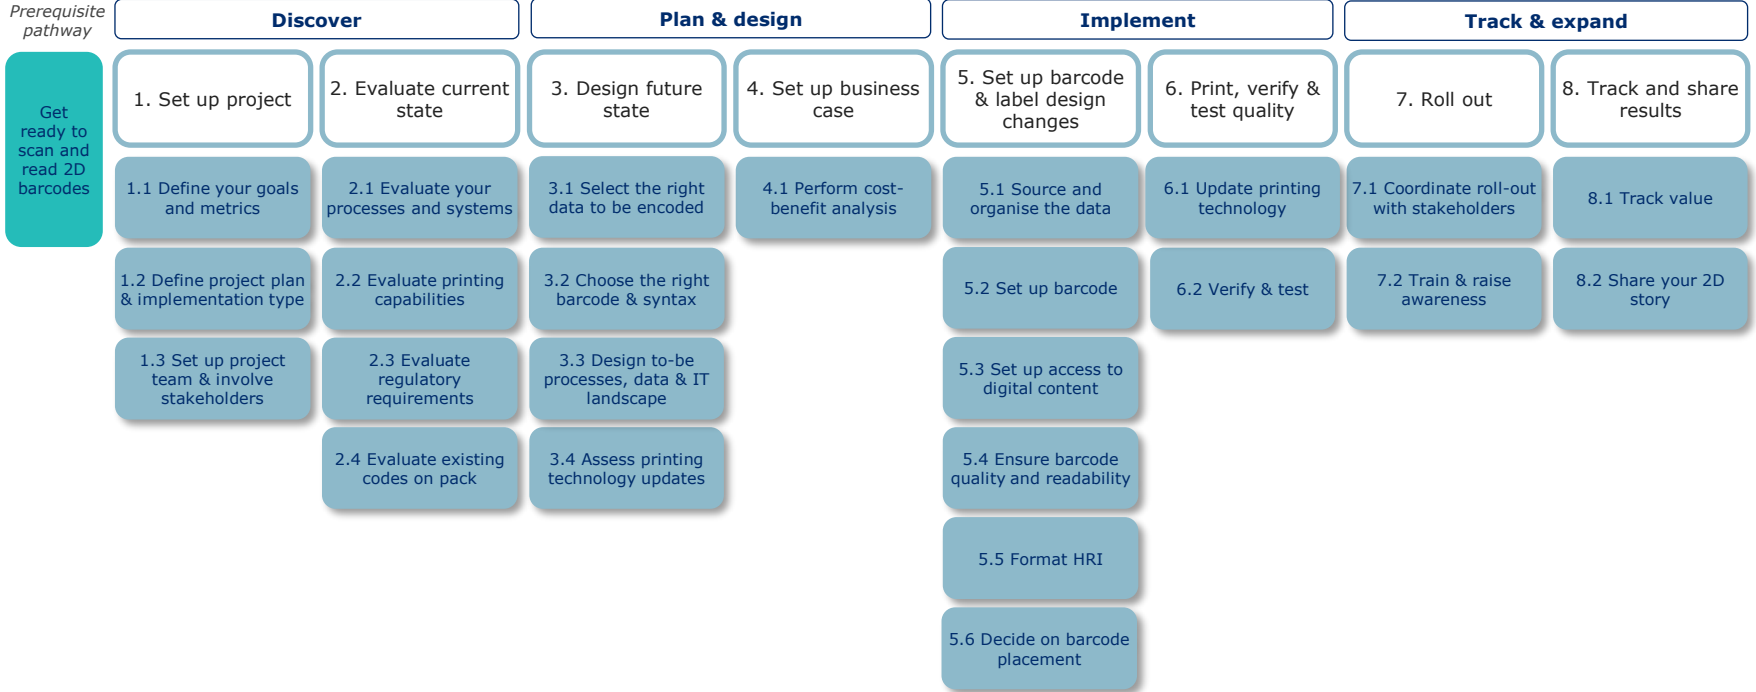 Prerequisite
pathway
Discover
Plan & design
Implement
Track & expand
Get
ready to
scan and
read 2D
barcodes
1. Set up project
2. Evaluate current
state
3. Design future
state
4. Set up business
case
5. Set up barcode
& label design
changes
6. Print, verify &
test quality
7. Roll out
8. Track and share
results
1.1 Define your goals
and metrics
2.1 Evaluate your
processes and systems
3.1 Select the right
data to be encoded
4.1 Perform cost-
benefit analysis
5.1 Source and
organise the data
6.1 Update printing
technology
7.1 Coordinate roll-out
with stakeholders
8.1 Track value
1.2 Define project plan
& implementation type
2.2 Evaluate printing
capabilities
3.2 Choose the right
barcode & syntax
5.2 Set up barcode
6.2 Verify & test
7.2 Train & raise
awareness
8.2 Share your 2D
story
1.3 Set up project
team & involve
stakeholders
2.3 Evaluate
regulatory
requirements
3.3 Design to-be
processes, data & IT
landscape
5.3 Set up access to
digital content
2.4 Evaluate existing
codes on pack
3.4 Assess printing
technology updates
5.4 Ensure barcode
quality and readability
5.5 Format HRI
5.6 Decide on barcode
placement